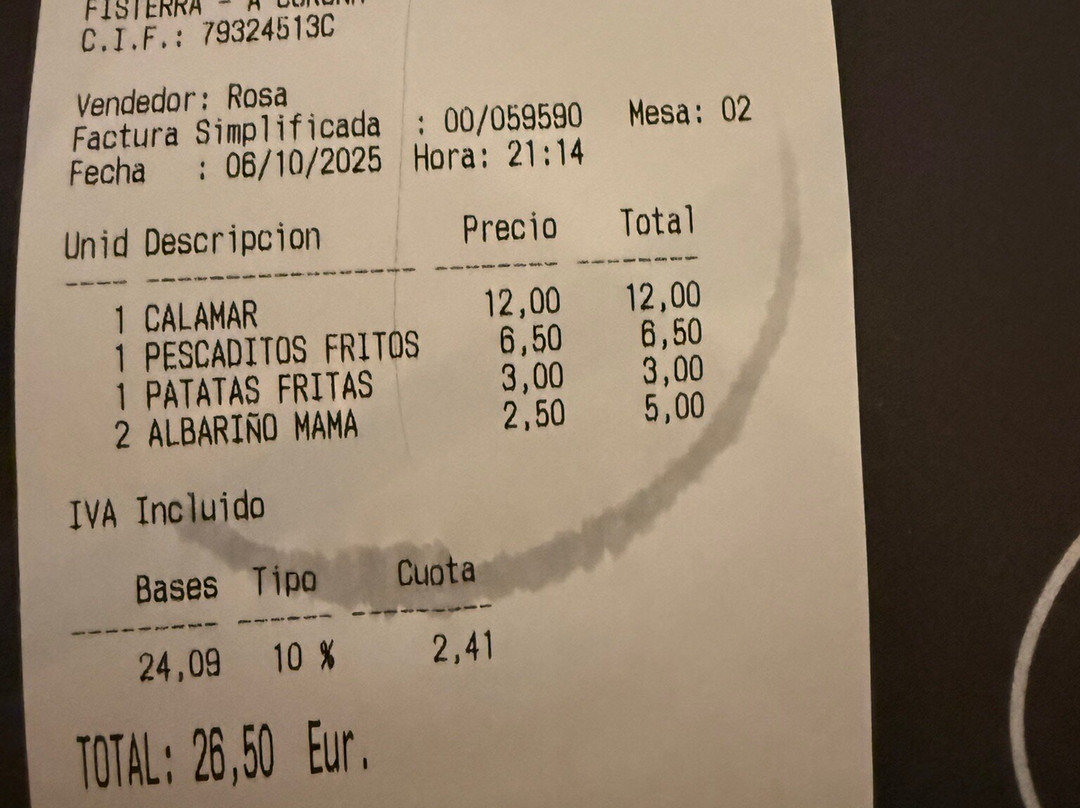 FISTERRA - A CORUÑA
C.I.F.: 79324513C
Vendedor: Rosa
Factura Simplificada : 00/059590 Mesa: 02
Fecha : 06/10/2025 Hora: 21:14
Unid Descripcion Precio Total
1 CALAMAR 12,00 12,00
1 PESCADITOS FRITOS 6,50 6,50
1 PATATAS FRITAS 3,00 3,00
2 ALBARIÑO MAMA 2,50 5,00
IVA Incluido
Bases Tipo Cuota
24,09 10 % 2,41
TOTAL: 26,50 Eur.